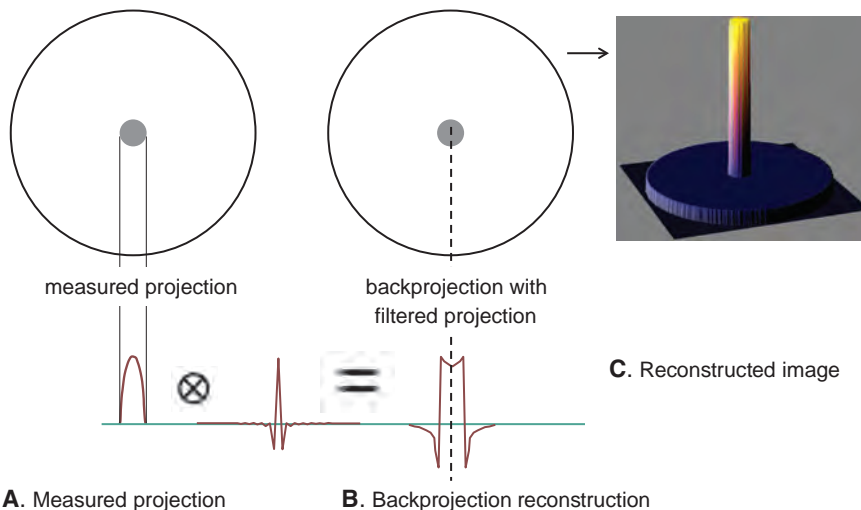 measured projection
backprojection with
filtered projection
C. Reconstructed image
A. Measured projection
B. Backprojection reconstruction